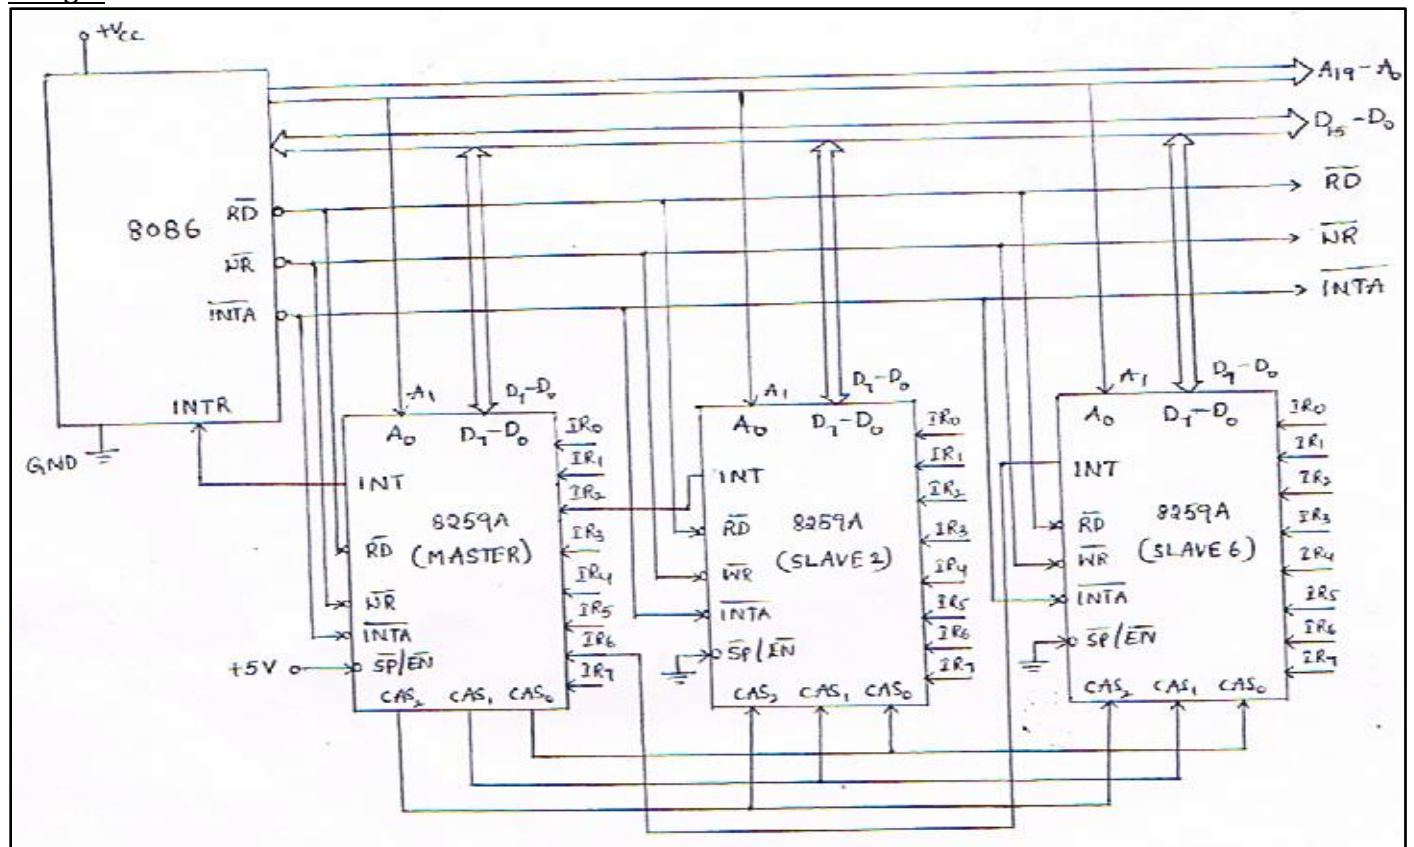 +Vcc
A19-A0
D15-D0
8086
RD
RD
WR
WR
INTA
INTA
INTR
GND
A1
D7-D0
A1
D7-D0
A1
D7-D0
A0
D7-D0
IR0
A0
D7-D0
IR0
A0
D7-D0
IR0
INT
IR1
INT
IR1
INT
IR1
IR2
IR2
IR2
8259A
(MASTER)
IR3
8259A
(SLAVE 2)
IR3
8259A
(SLAVE 6)
IR3
RD
IR4
RD
IR4
RD
IR4
WR
IR5
WR
IR5
WR
IR5
INTA
IR6
INTA
IR6
INTA
IR6
+5V
SP/EN
IR7
SP/EN
IR7
SP/EN
IR7
CAS2
CAS1
CAS0
CAS2
CAS1
CAS0
CAS2
CAS1
CAS0